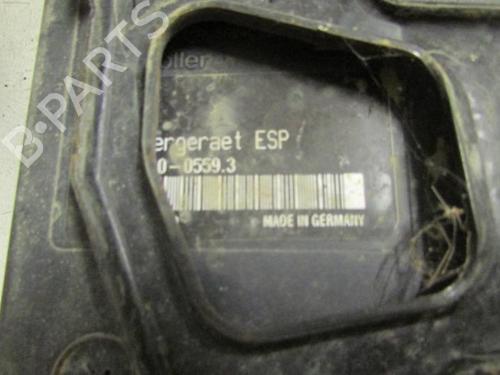 oller
ergeraet ESP
0-0559.3
MADE IN GERMANY
B-PARTS